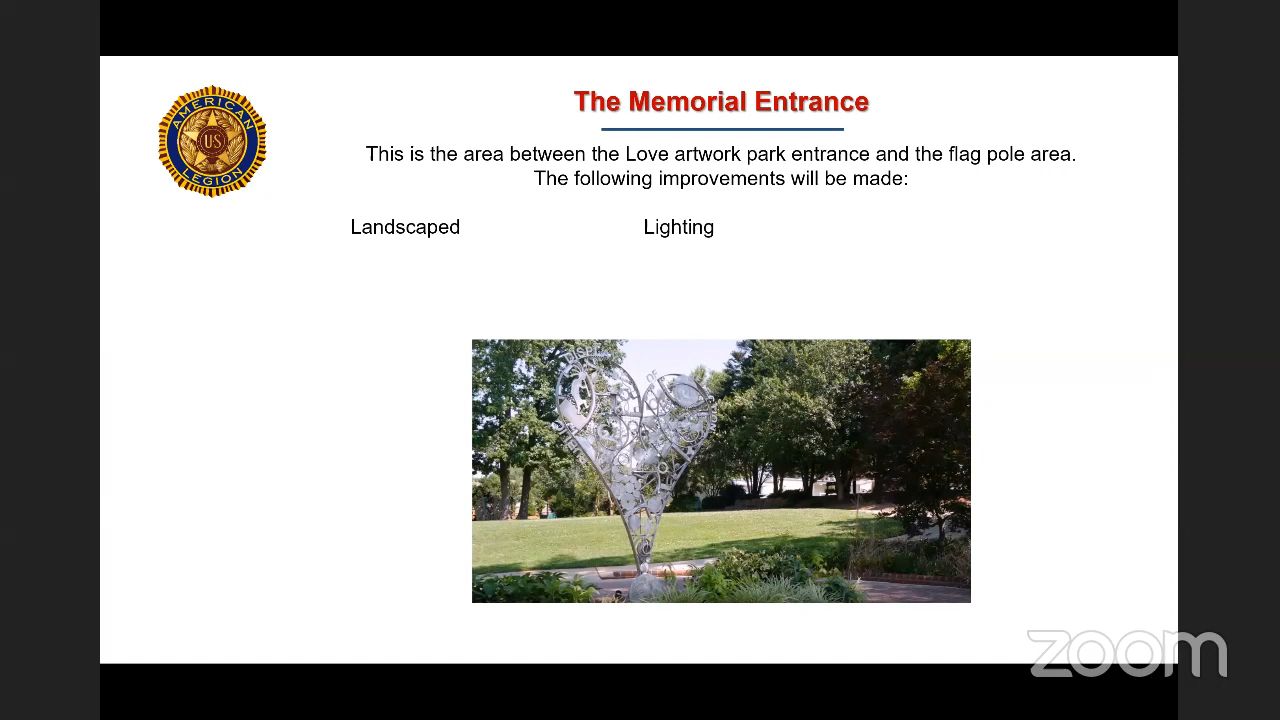 AMERICAN
US
LEGION
The Memorial Entrance
This is the area between the Love artwork park entrance and the flag pole area.
The following improvements will be made:
Landscaped Lighting
OF
zoom